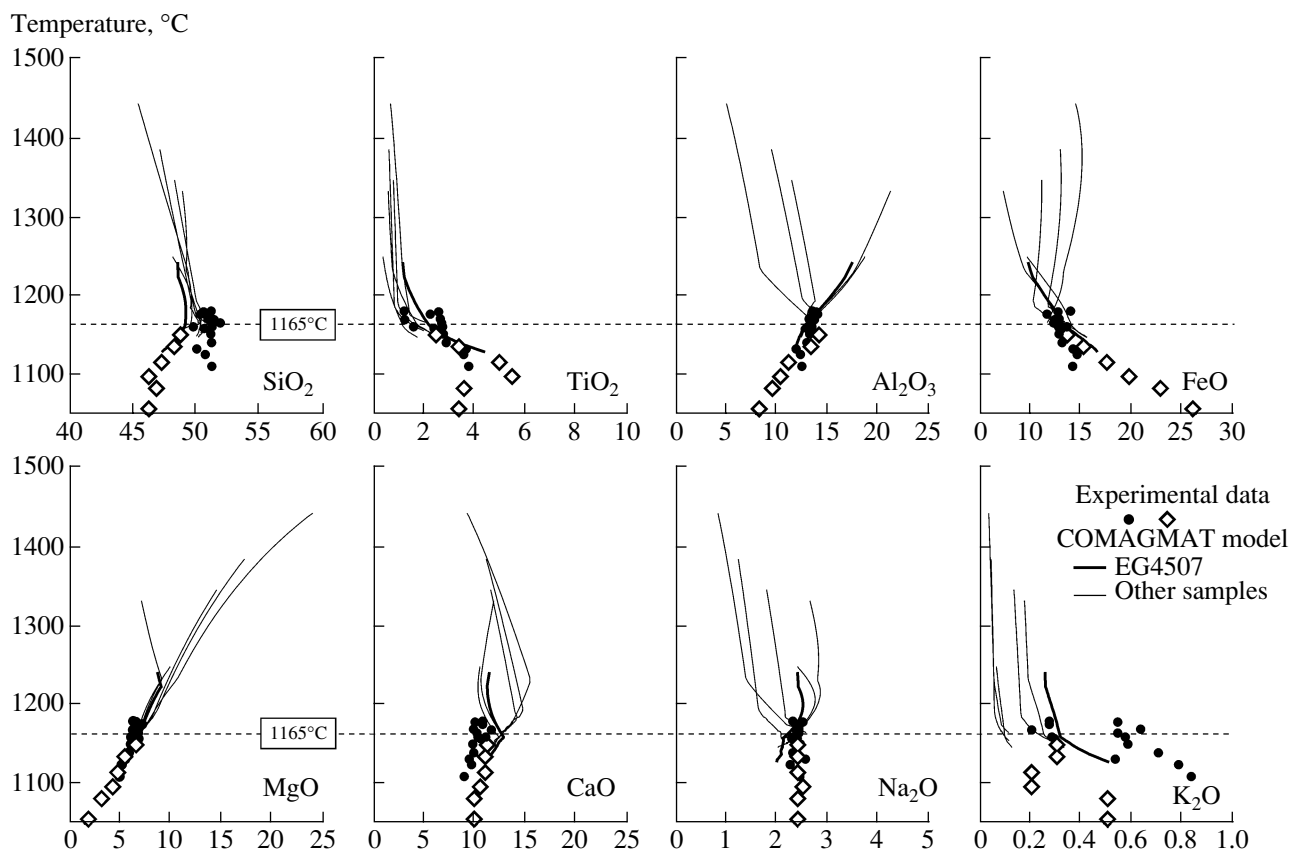 Temperature, °C
1500
1400
1300
1200
1100
1165°C
SiO₂
TiO₂
Al₂O₃
FeO
40 45 50 55 60
0 2 4 6 8 10
0 5 10 15 20 25
0 10 15 20 25 30
1500
1400
1300
1200
1100
Experimental data
COMAGMAT model
EG4507
Other samples
1165°C
MgO
CaO
Na₂O
K₂O
0 5 10 15 20 25
0 5 10 15 20 25
0 1 2 3 4 5
0 0.2 0.4 0.6 0.8 1.0